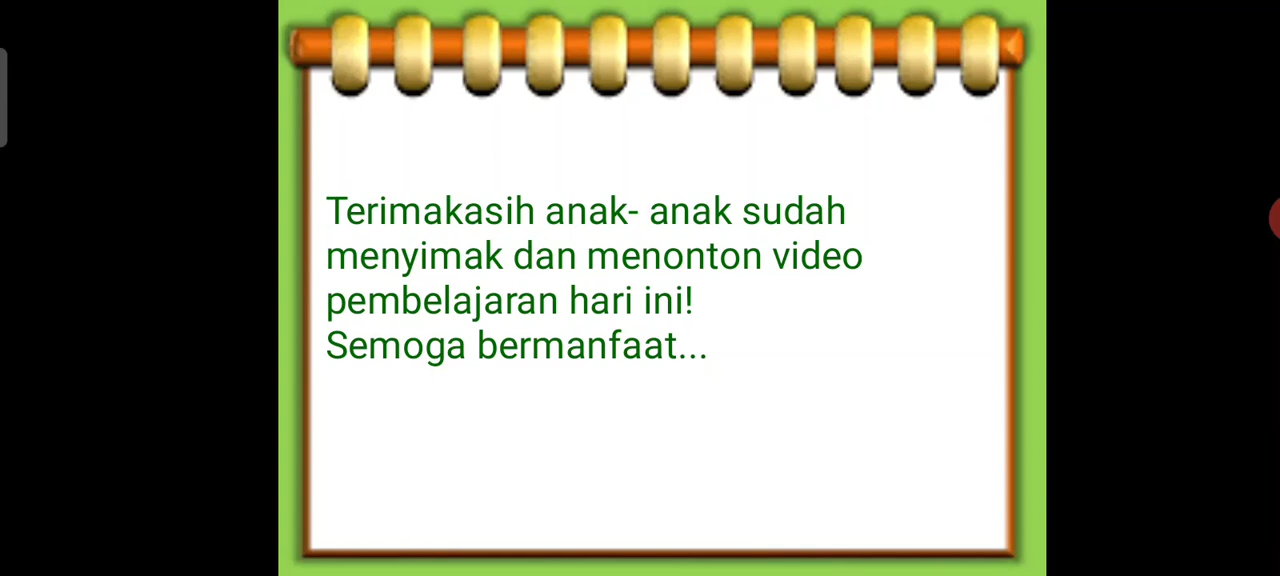 Terimakasih anak- anak sudah
menyimak dan menonton video
pembelajaran hari ini!
Semoga bermanfaat...